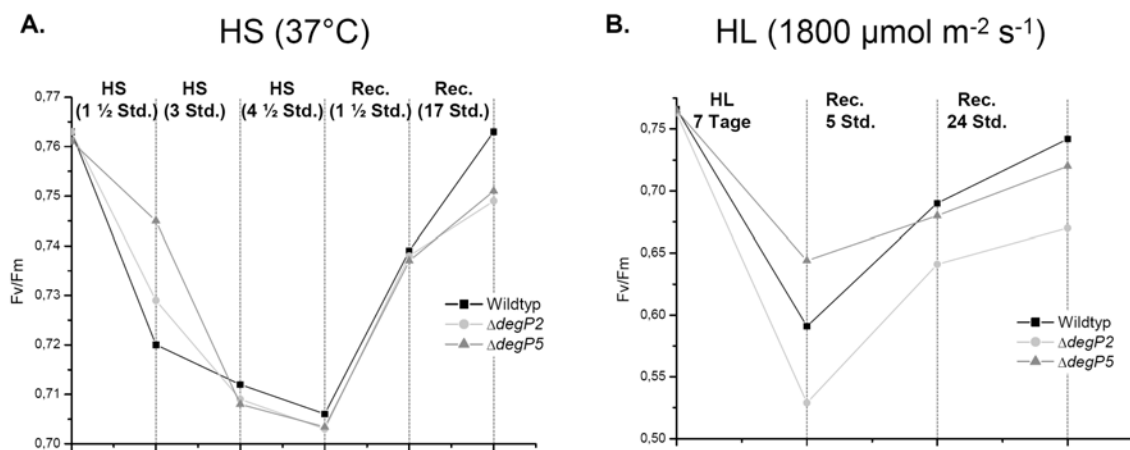 A.
HS (37°C)
HS HS HS Rec. Rec.
(1 ½ Std.) (3 Std.) (4 ½ Std.) (1 ½ Std.) (17 Std.)
0,77
0,76
0,75
0,74
0,73
0,72
0,71
0,70
Fv/Fm
Wildtyp
ΔdegP2
ΔdegP5
B.
HL (1800 µmol m-2 s-1)
HL Rec. Rec.
7 Tage 5 Std. 24 Std.
0,75
0,70
0,65
0,60
0,55
0,50
Fv/Fm
Wildtyp
ΔdegP2
ΔdegP5